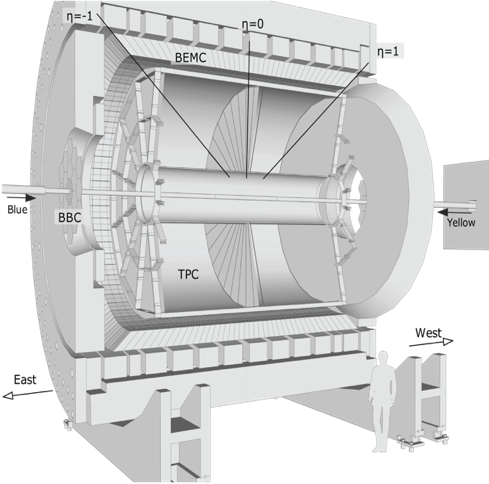 η=-1
η=0
η=1
BEMC
Blue
BBC
Yellow
TPC
West
East